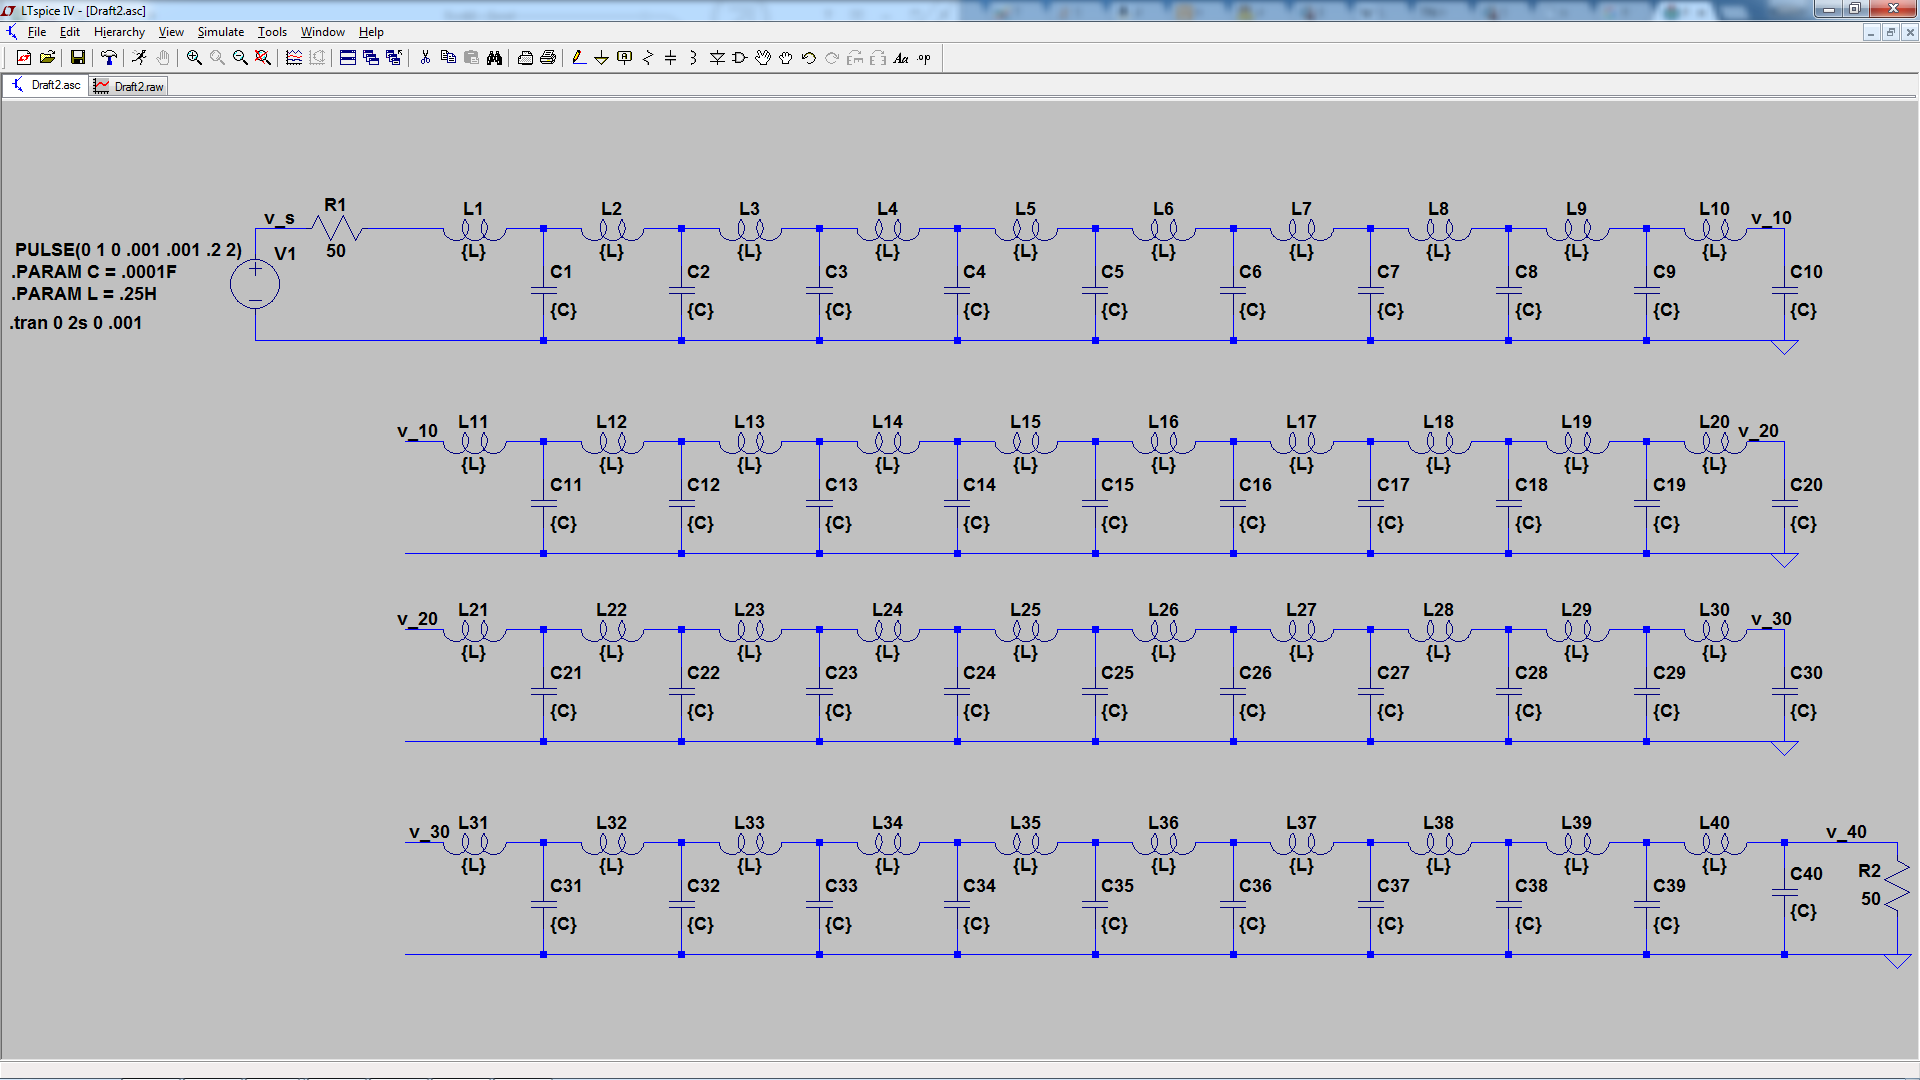 LTspice IV - [Draft2.asc]
File Edit Hierarchy View Simulate Tools Window Help
Draft2.asc Draft2.raw
R1
v_s
50
V1
PULSE(0 1 0 .001 .001 .2 2)
.PARAM C = .0001F
.PARAM L = .25H
.tran 0 2s 0 .001
L1 L2 L3 L4 L5 L6 L7 L8 L9 L10 v_10
{L} {L} {L} {L} {L} {L} {L} {L} {L} {L}
C1 C2 C3 C4 C5 C6 C7 C8 C9 C10
{C} {C} {C} {C} {C} {C} {C} {C} {C} {C}
v_10 L11 L12 L13 L14 L15 L16 L17 L18 L19 L20 v_20
{L} {L} {L} {L} {L} {L} {L} {L} {L} {L}
C11 C12 C13 C14 C15 C16 C17 C18 C19 C20
{C} {C} {C} {C} {C} {C} {C} {C} {C} {C}
v_20 L21 L22 L23 L24 L25 L26 L27 L28 L29 L30 v_30
{L} {L} {L} {L} {L} {L} {L} {L} {L} {L}
C21 C22 C23 C24 C25 C26 C27 C28 C29 C30
{C} {C} {C} {C} {C} {C} {C} {C} {C} {C}
v_30 L31 L32 L33 L34 L35 L36 L37 L38 L39 L40 v_40
{L} {L} {L} {L} {L} {L} {L} {L} {L} {L}
C31 C32 C33 C34 C35 C36 C37 C38 C39 C40 R2
{C} {C} {C} {C} {C} {C} {C} {C} {C} {C} 50